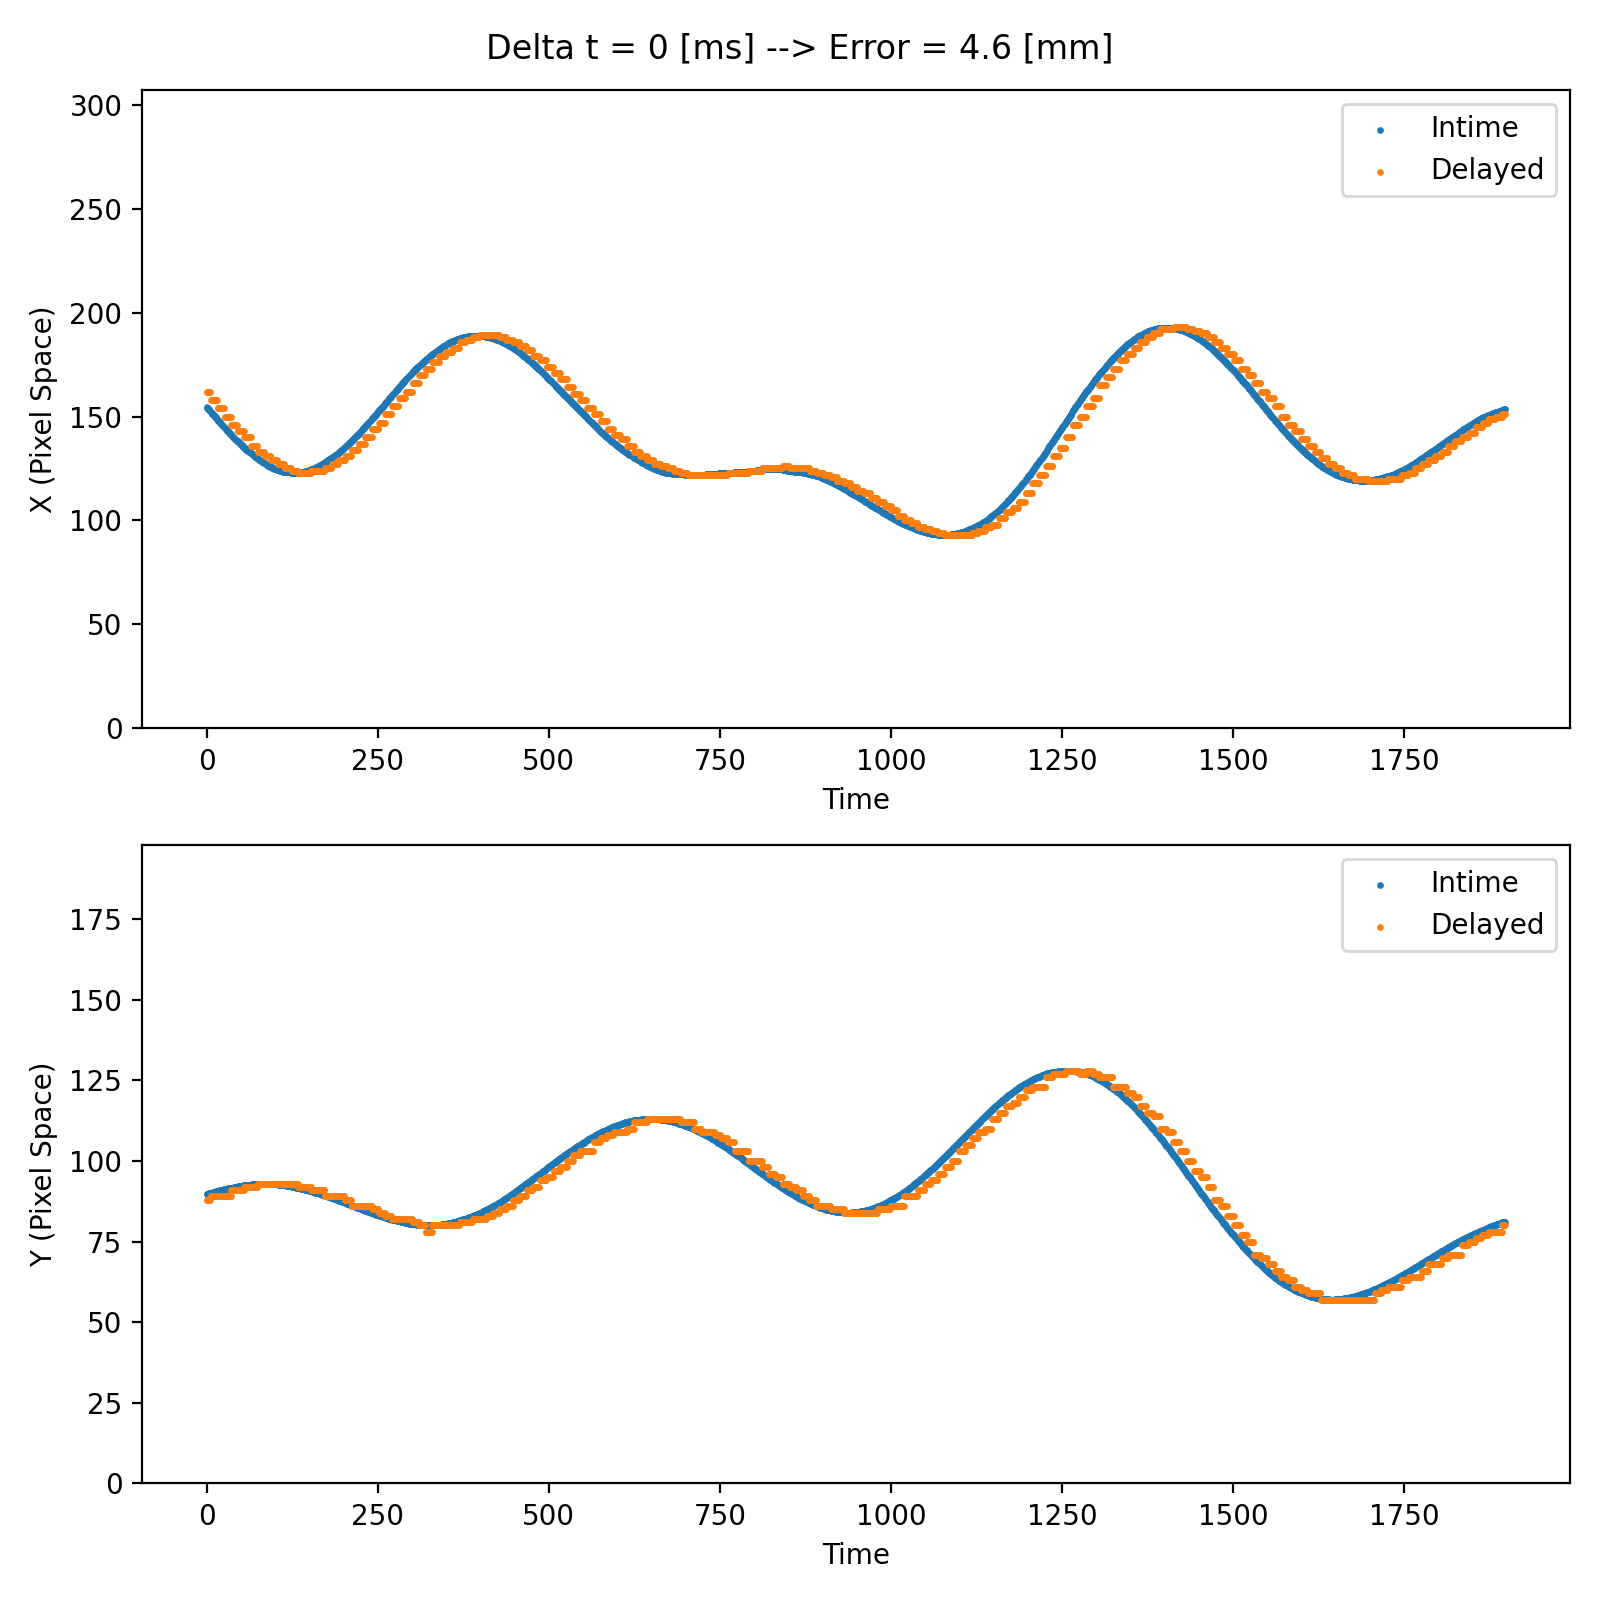 Delta t = 0 [ms] --> Error = 4.6 [mm]
300
250
200
150
100
50
0
X (Pixel Space)
Intime
Delayed
0 250 500 750 1000 1250 1500 1750
Time
175
150
125
100
75
50
25
0
Y (Pixel Space)
Intime
Delayed
0 250 500 750 1000 1250 1500 1750
Time